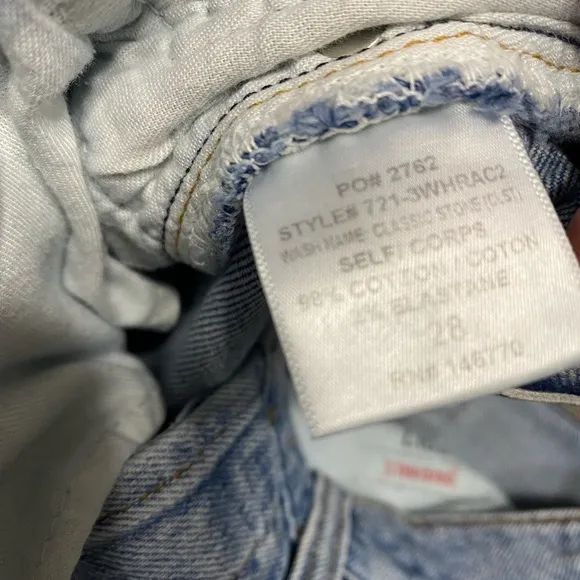 PO# 2762
STYLE# 721-3WHRAC2
WASH NAME: CLASSIC STONE (CLST)
SELF / CORPS
98% COTTON / COTON
2% ELASTANE
28
RN# 146770